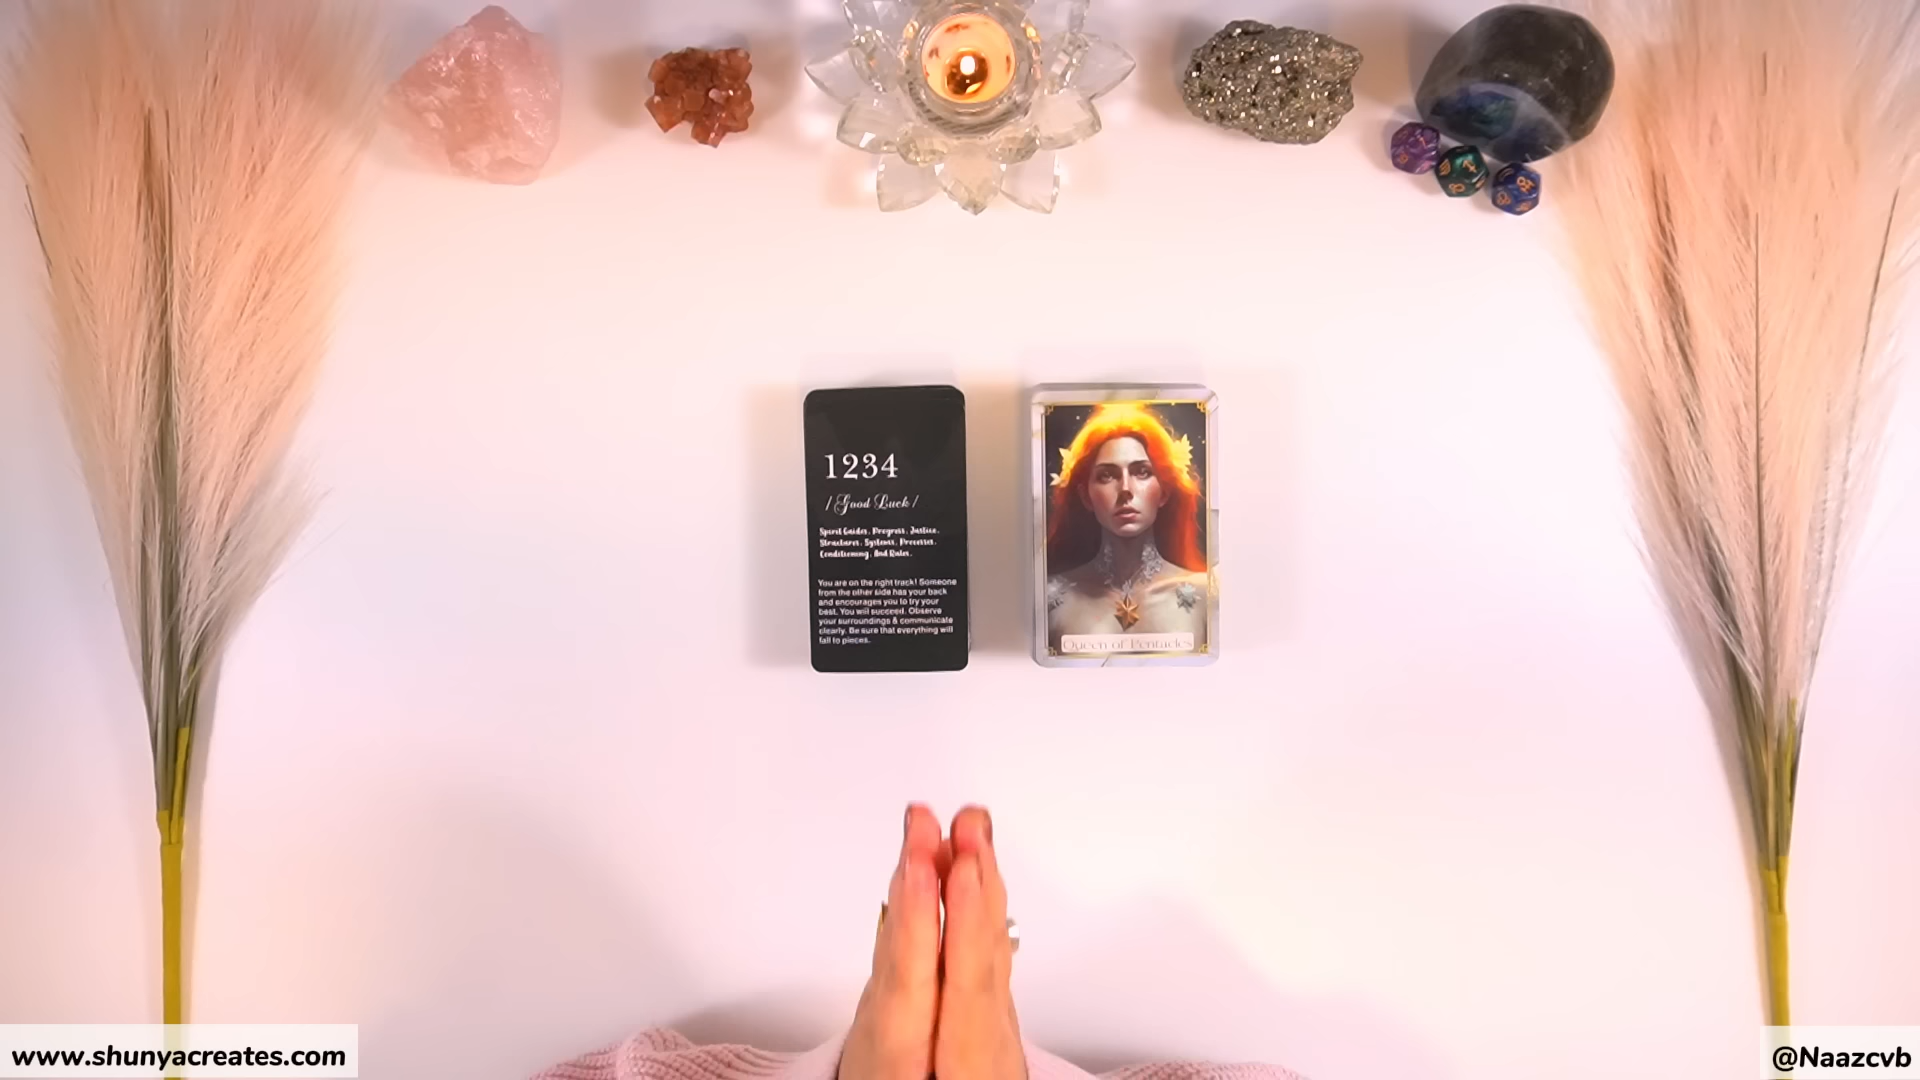 1234
/Good Luck/
Spirit Guides, Progress, Justice,
Structures, Systems, Processes,
Conditioning, And Rules.
You are on the right track! Someone
from the other side has your back
and encourages you to try your
best. You will succeed. Observe
your surroundings & communicate
clearly. Be sure that everything will
fall to pieces.
Queen of Pentacles
www.shunyacreates.com
@Naazcvb